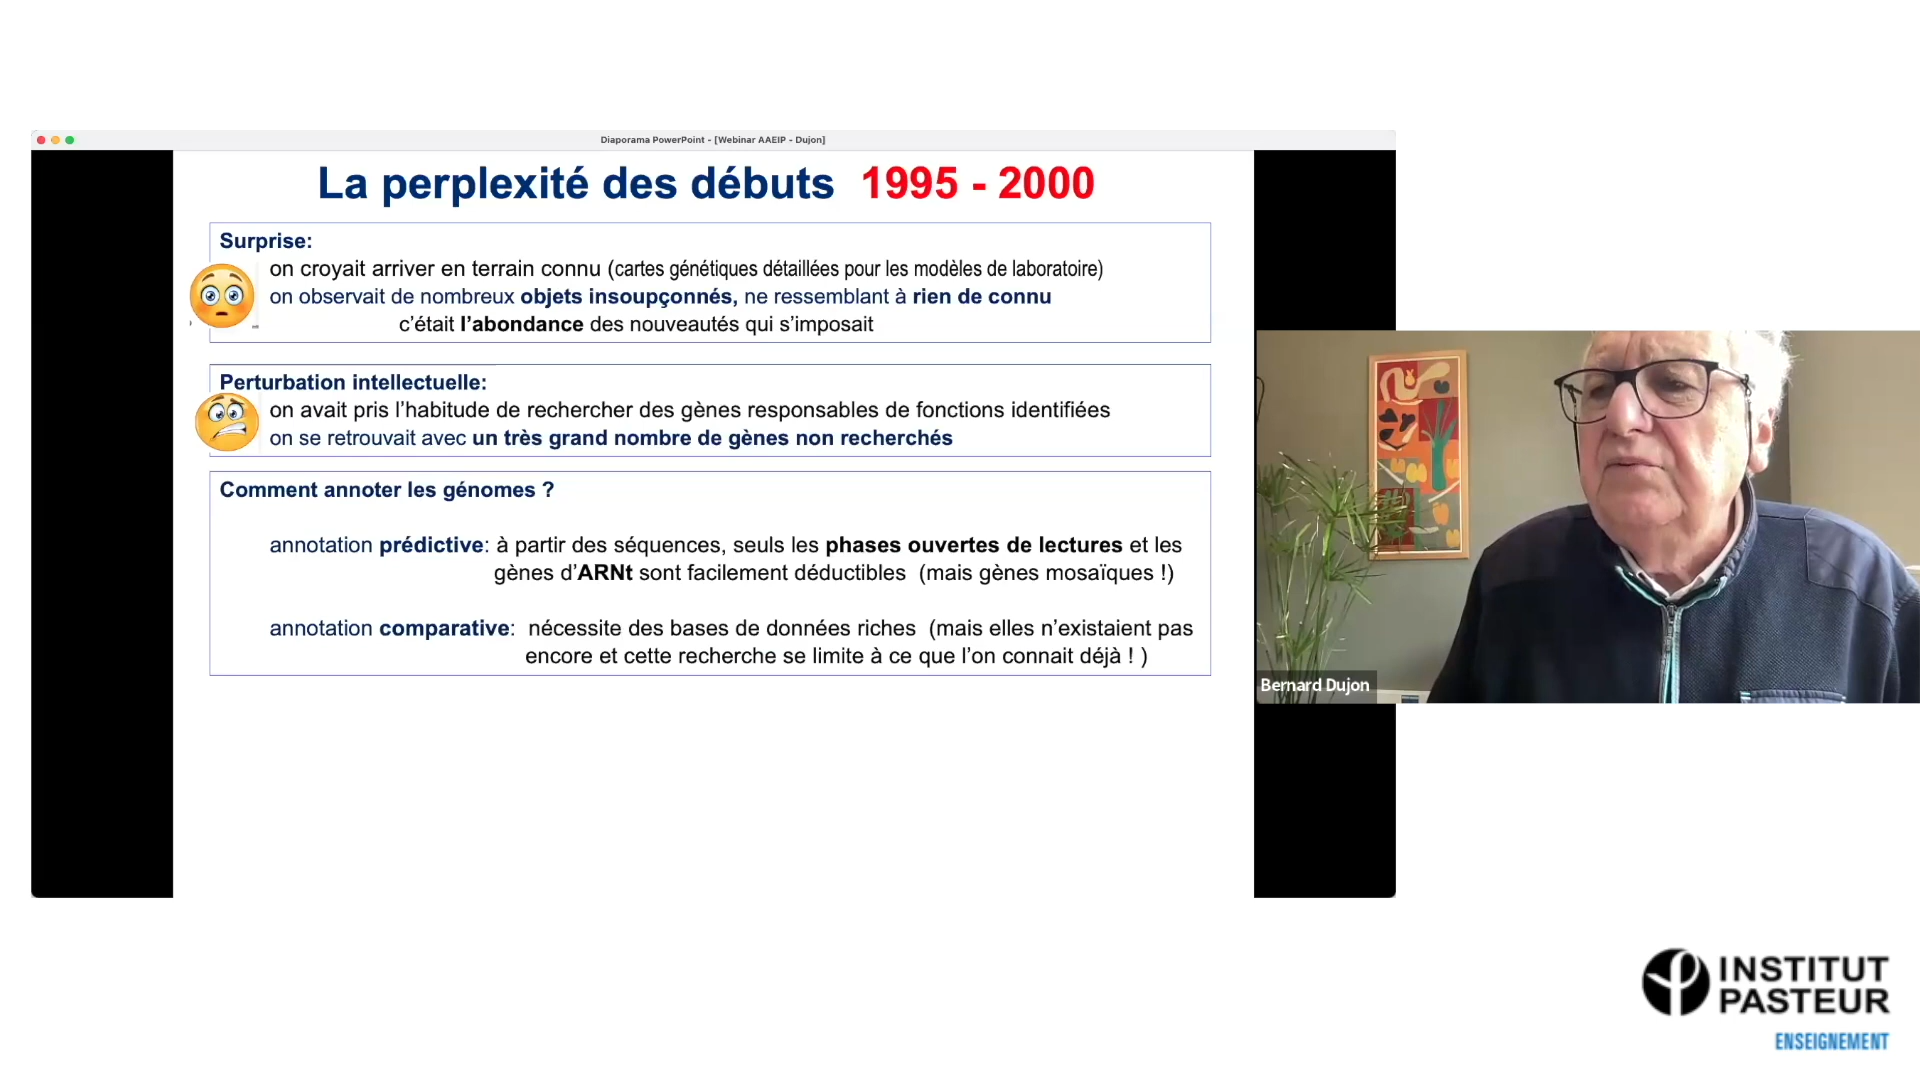 Diaporama PowerPoint - [Webinar AAEIP - Dujon]
La perplexité des débuts 1995 - 2000
Surprise:
on croyait arriver en terrain connu (cartes génétiques détaillées pour les modèles de laboratoire)
on observait de nombreux objets insoupçonnés, ne ressemblant à rien de connu
c’était l’abondance des nouveautés qui s’imposait
Perturbation intellectuelle:
on avait pris l’habitude de rechercher des gènes responsables de fonctions identifiées
on se retrouvait avec un très grand nombre de gènes non recherchés
Comment annoter les génomes ?
annotation prédictive: à partir des séquences, seuls les phases ouvertes de lectures et les
gènes d’ARNt sont facilement déductibles (mais gènes mosaïques !)
annotation comparative: nécessite des bases de données riches (mais elles n’existaient pas
encore et cette recherche se limite à ce que l’on connait déjà ! )
Bernard Dujon
INSTITUT
PASTEUR
ENSEIGNEMENT